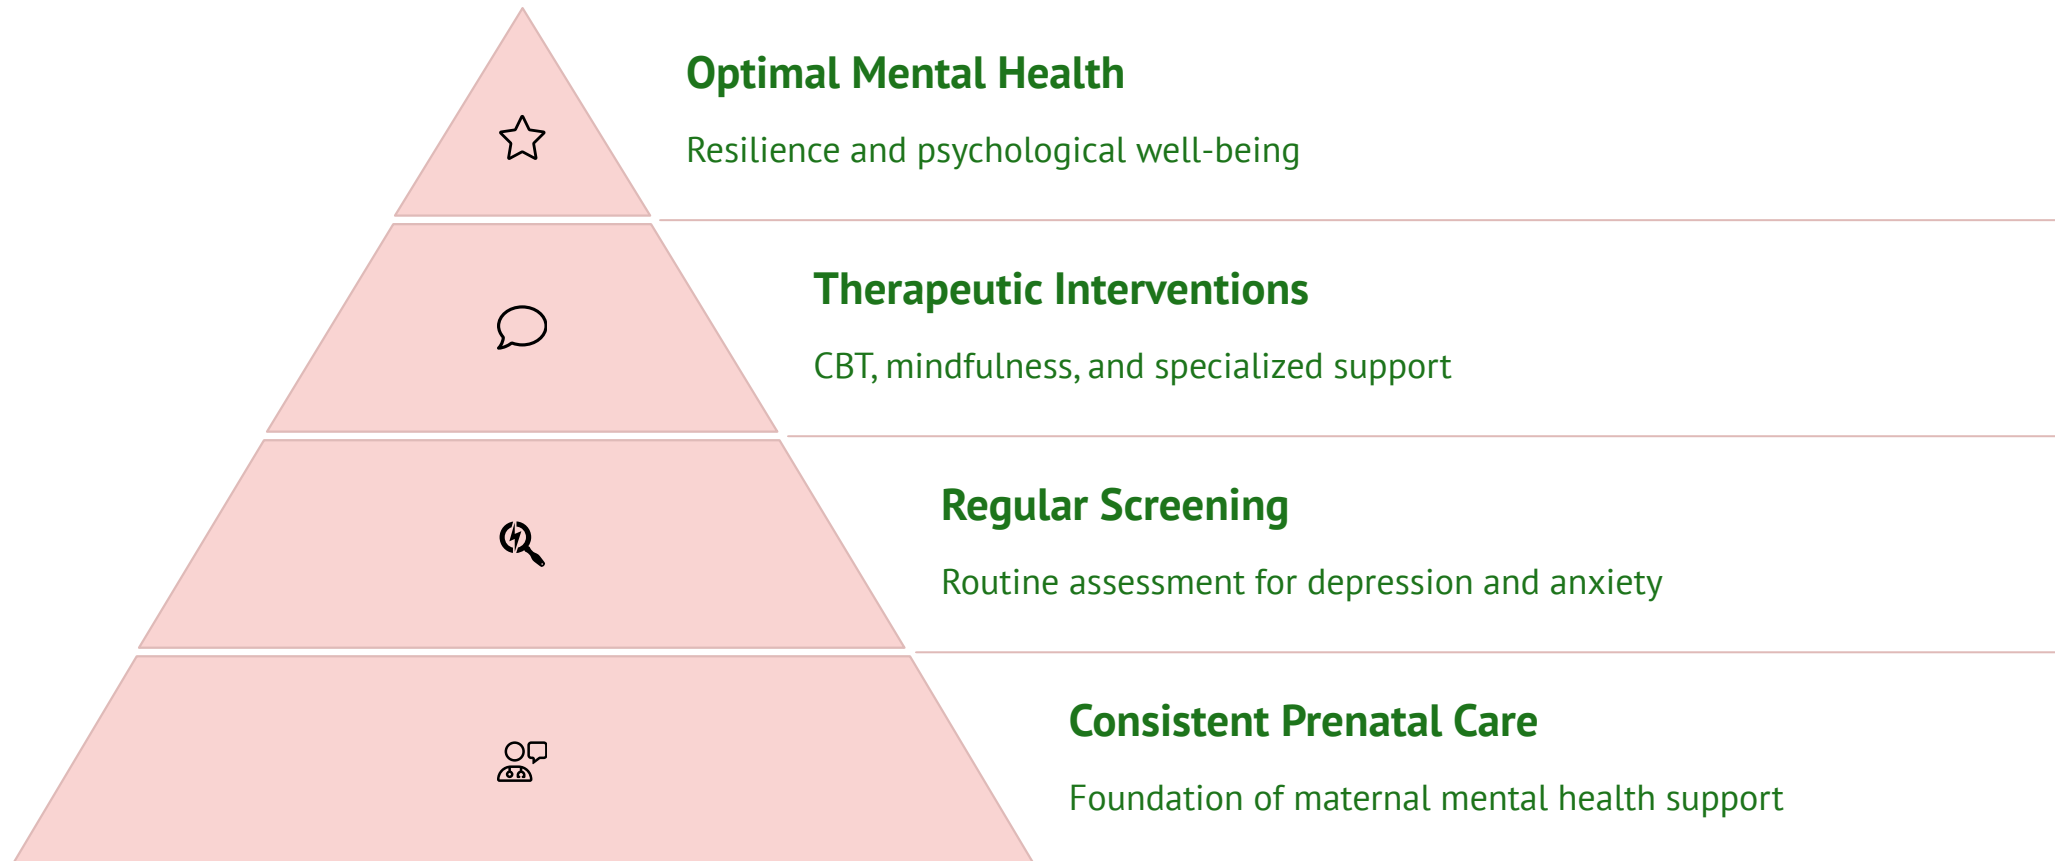 Optimal Mental Health
Resilience and psychological well-being
Therapeutic Interventions
CBT, mindfulness, and specialized support
Regular Screening
Routine assessment for depression and anxiety
Consistent Prenatal Care
Foundation of maternal mental health support